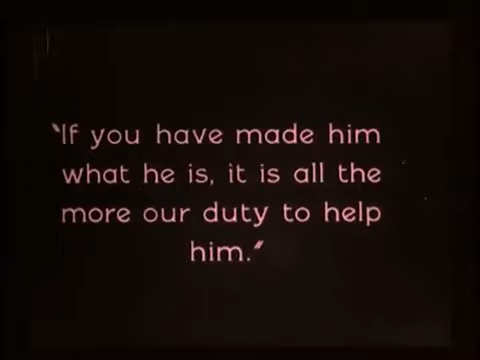 "If you have made him
what he is, it is all the
more our duty to help
him."